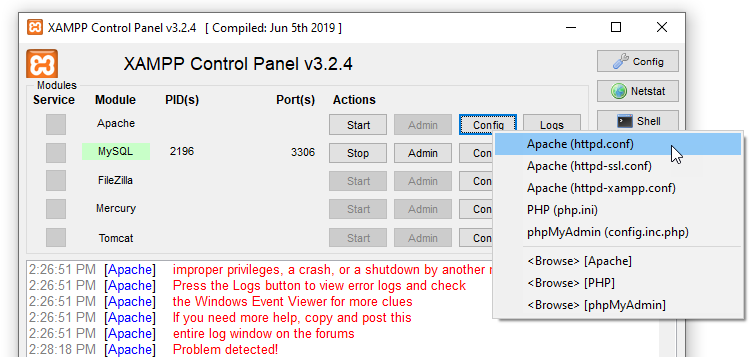 XAMPP Control Panel v3.2.4 [ Compiled: Jun 5th 2019 ]
XAMPP Control Panel v3.2.4
Config
Modules
Service Module PID(s) Port(s) Actions
Netstat
Apache Start Admin Config Logs
Shell
MySQL 2196 3306 Stop Admin
FileZilla Start Admin
Mercury Start Admin
Tomcat Start Admin
Apache (httpd.conf)
Apache (httpd-ssl.conf)
Apache (httpd-xampp.conf)
PHP (php.ini)
phpMyAdmin (config.inc.php)
<Browse> [Apache]
<Browse> [PHP]
<Browse> [phpMyAdmin]
2:26:51 PM [Apache] improper privileges, a crash, or a shutdown by another
2:26:51 PM [Apache] Press the Logs button to view error logs and check
2:26:51 PM [Apache] the Windows Event Viewer for more clues
2:26:51 PM [Apache] If you need more help, copy and post this
2:26:51 PM [Apache] entire log window on the forums
2:28:18 PM [Apache] Problem detected!